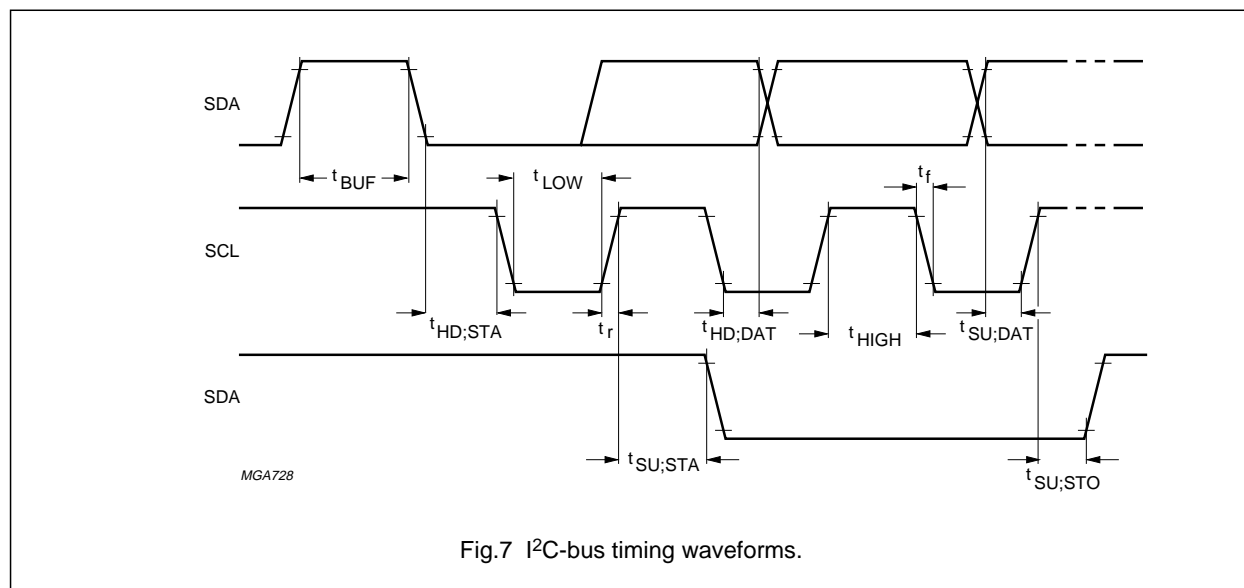 SDA
t BUF
t LOW
t f
SCL
t HD;STA
t r
t HD;DAT
t HIGH
t SU;DAT
SDA
t SU;STA
t SU;STO
MGA728
Fig.7 I²C-bus timing waveforms.